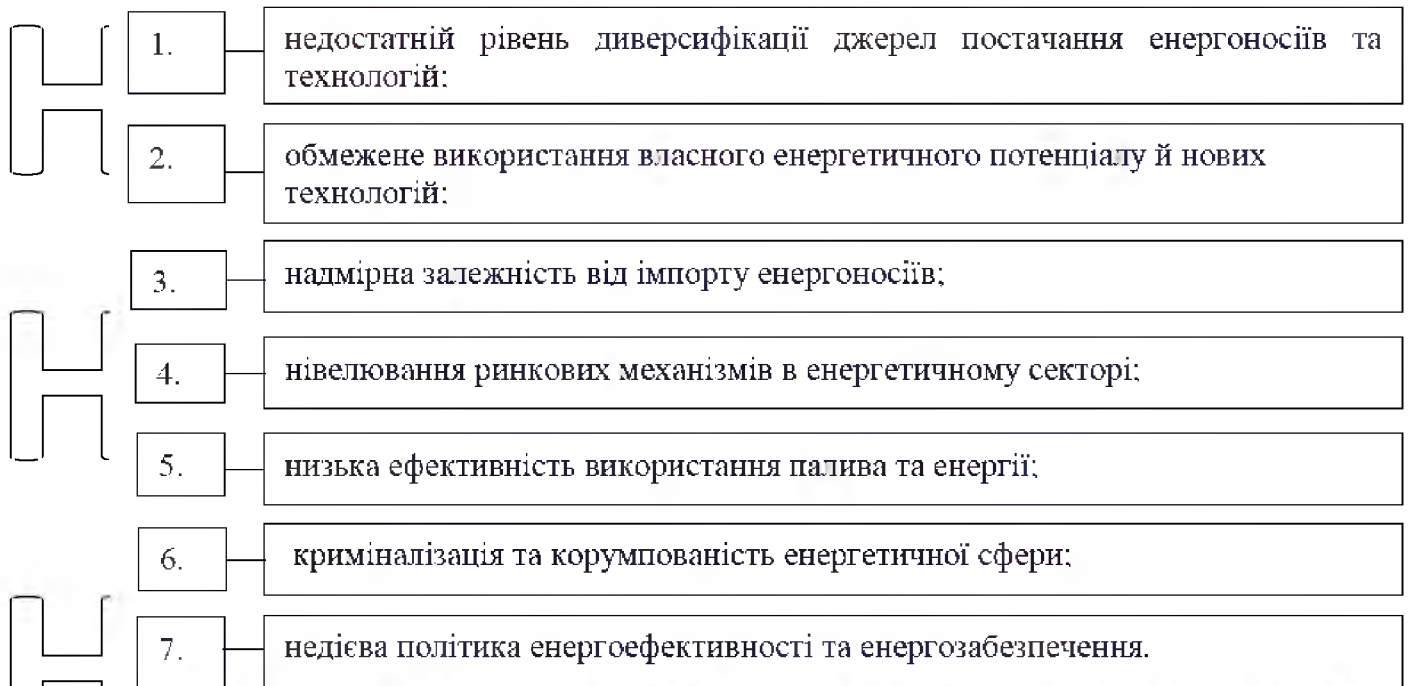 1. недостатній рівень диверсифікації джерел постачання енергоносіїв та
технологій;
2. обмежене використання власного енергетичного потенціалу й нових
технологій;
3. надмірна залежність від імпорту енергоносіїв;
4. нівелювання ринкових механізмів в енергетичному секторі;
5. низька ефективність використання палива та енергії;
6. криміналізація та корумпованість енергетичної сфери;
7. недієва політика енергоефективності та енергозабезпечення.